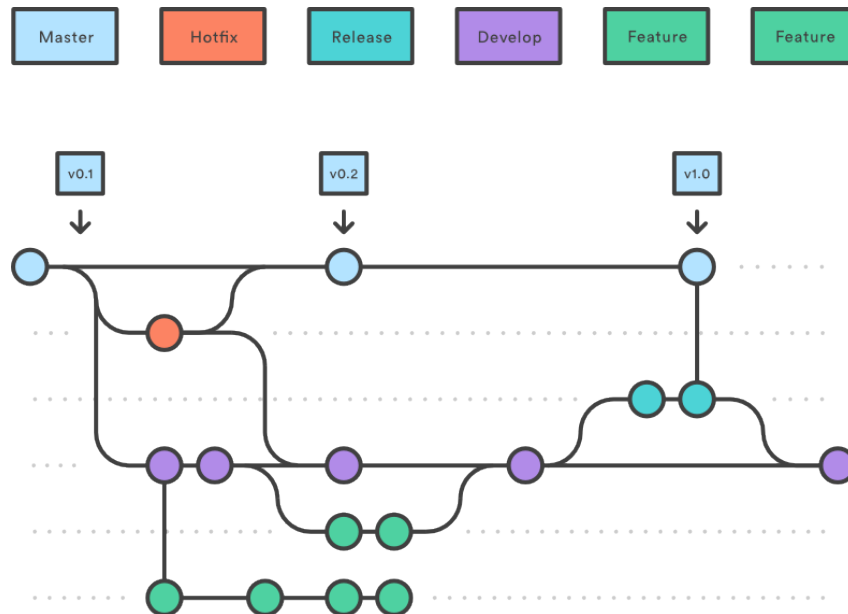 Master
Hotfix
Release
Develop
Feature
Feature
v0.1
v0.2
v1.0